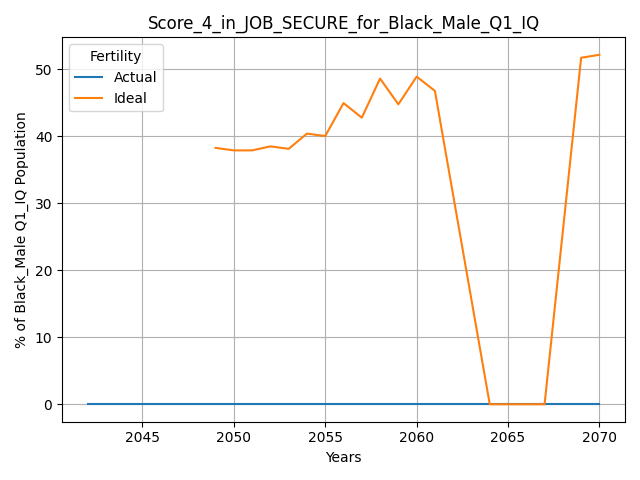 Score_4_in_JOB_SECURE_for_Black_Male_Q1_IQ
Fertility
Actual
Ideal
% of Black_Male Q1_IQ Population
50
40
30
20
10
0
2045 2050 2055 2060 2065 2070
Years